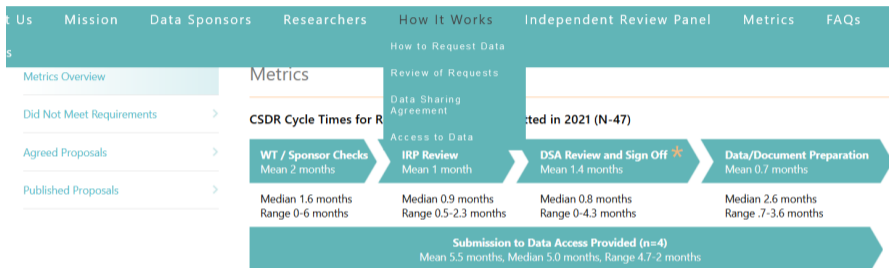 t Us Mission Data Sponsors Researchers How It Works Independent Review Panel Metrics FAQs
s
How to Request Data
Review of Requests
Data Sharing
Agreement
Access to Data
Metrics Overview
Did Not Meet Requirements
Agreed Proposals
Published Proposals
Metrics
CSDR Cycle Times for R cted in 2021 (N-47)
WT / Sponsor Checks
Mean 2 months
Median 1.6 months
Range 0-6 months
IRP Review
Mean 1 month
Median 0.9 months
Range 0.5-2.3 months
DSA Review and Sign Off *
Mean 1.4 months
Median 0.8 months
Range 0-4.3 months
Data/Document Preparation
Mean 0.7 months
Median 2.6 months
Range .7-3.6 months
Submission to Data Access Provided (n=4)
Mean 5.5 months, Median 5.0 months, Range 4.7-2 months